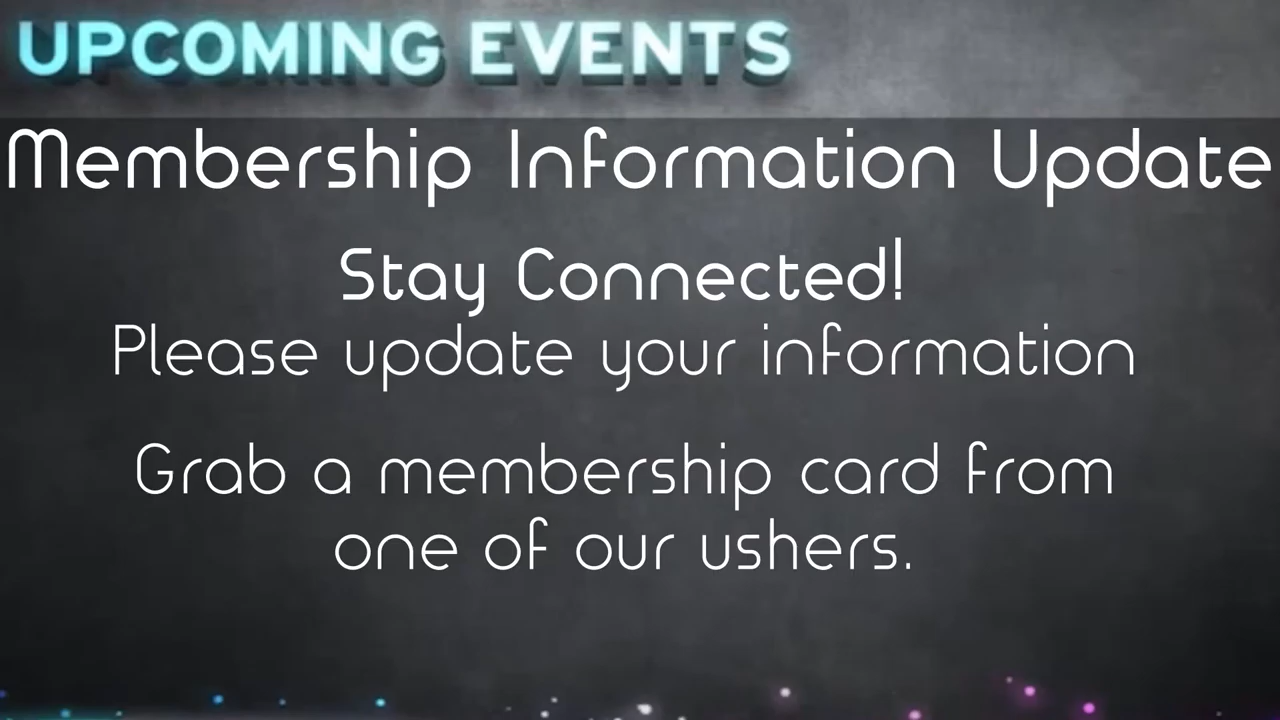 UPCOMING EVENTS
Membership Information Update
Stay Connected!
Please update your information
Grab a membership card from
one of our ushers.